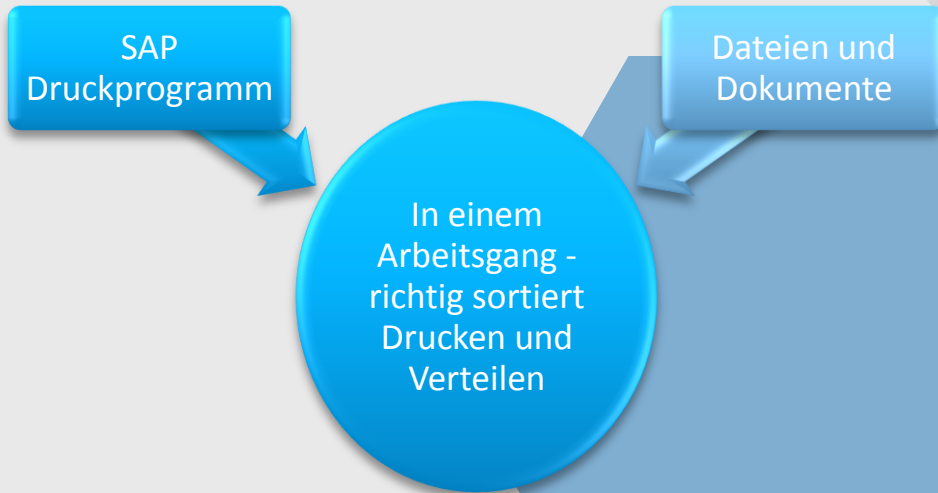 SAP
Druckprogramm
Dateien und
Dokumente
In einem
Arbeitsgang -
richtig sortiert
Drucken und
Verteilen